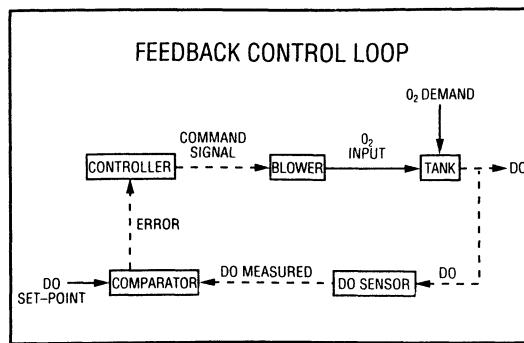 FEEDBACK CONTROL LOOP
O₂ DEMAND
COMMAND
SIGNAL
O₂
INPUT
CONTROLLER
BLOWER
TANK
DO
ERROR
DO
SET-POINT
COMPARATOR
DO MEASURED
DO SENSOR
DO